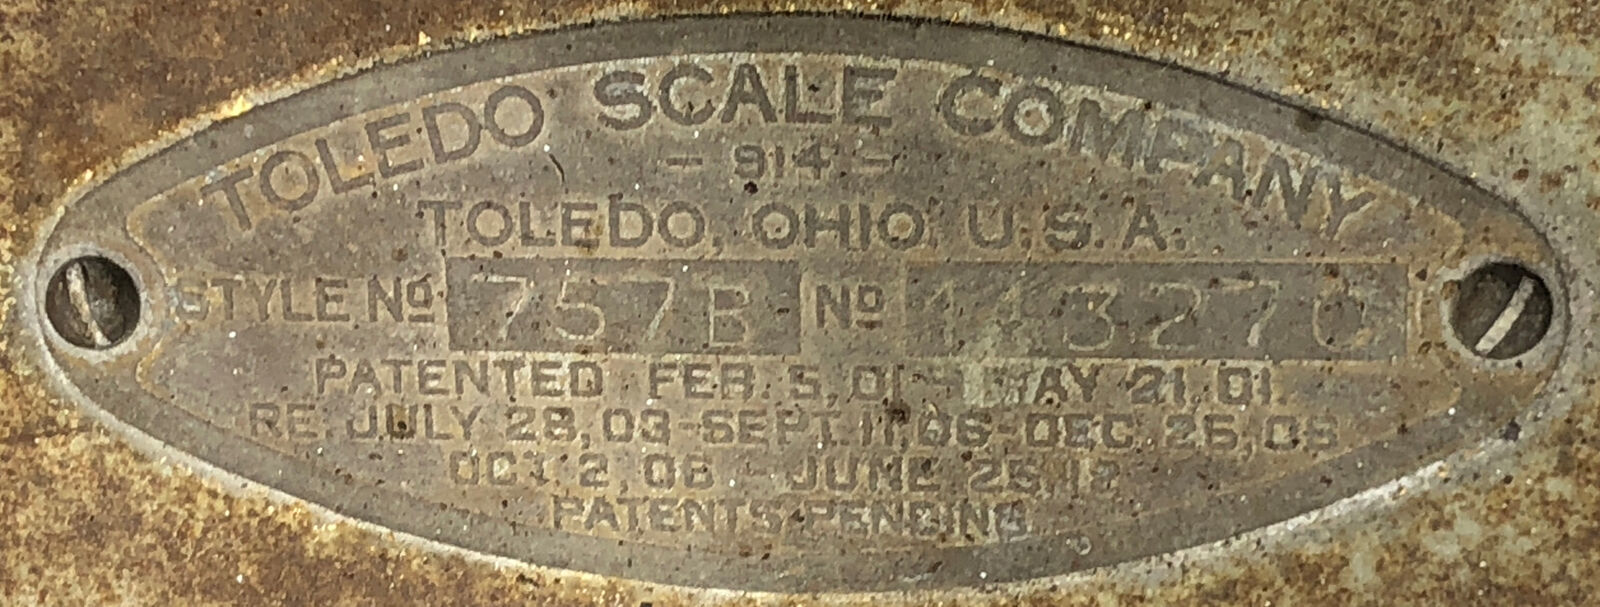 TOLEDO SCALE COMPANY
— 914 —
TOLEDO, OHIO, U.S.A.
STYLE No. 757B No.
PATENTED FEB. 5, 01 - MAY 21, 01.
RE. JULY 28, 03-SEPT. 11, 06-DEC. 26, 06
OCT. 2, 06 - JUNE 25, 12
PATENTS PENDING